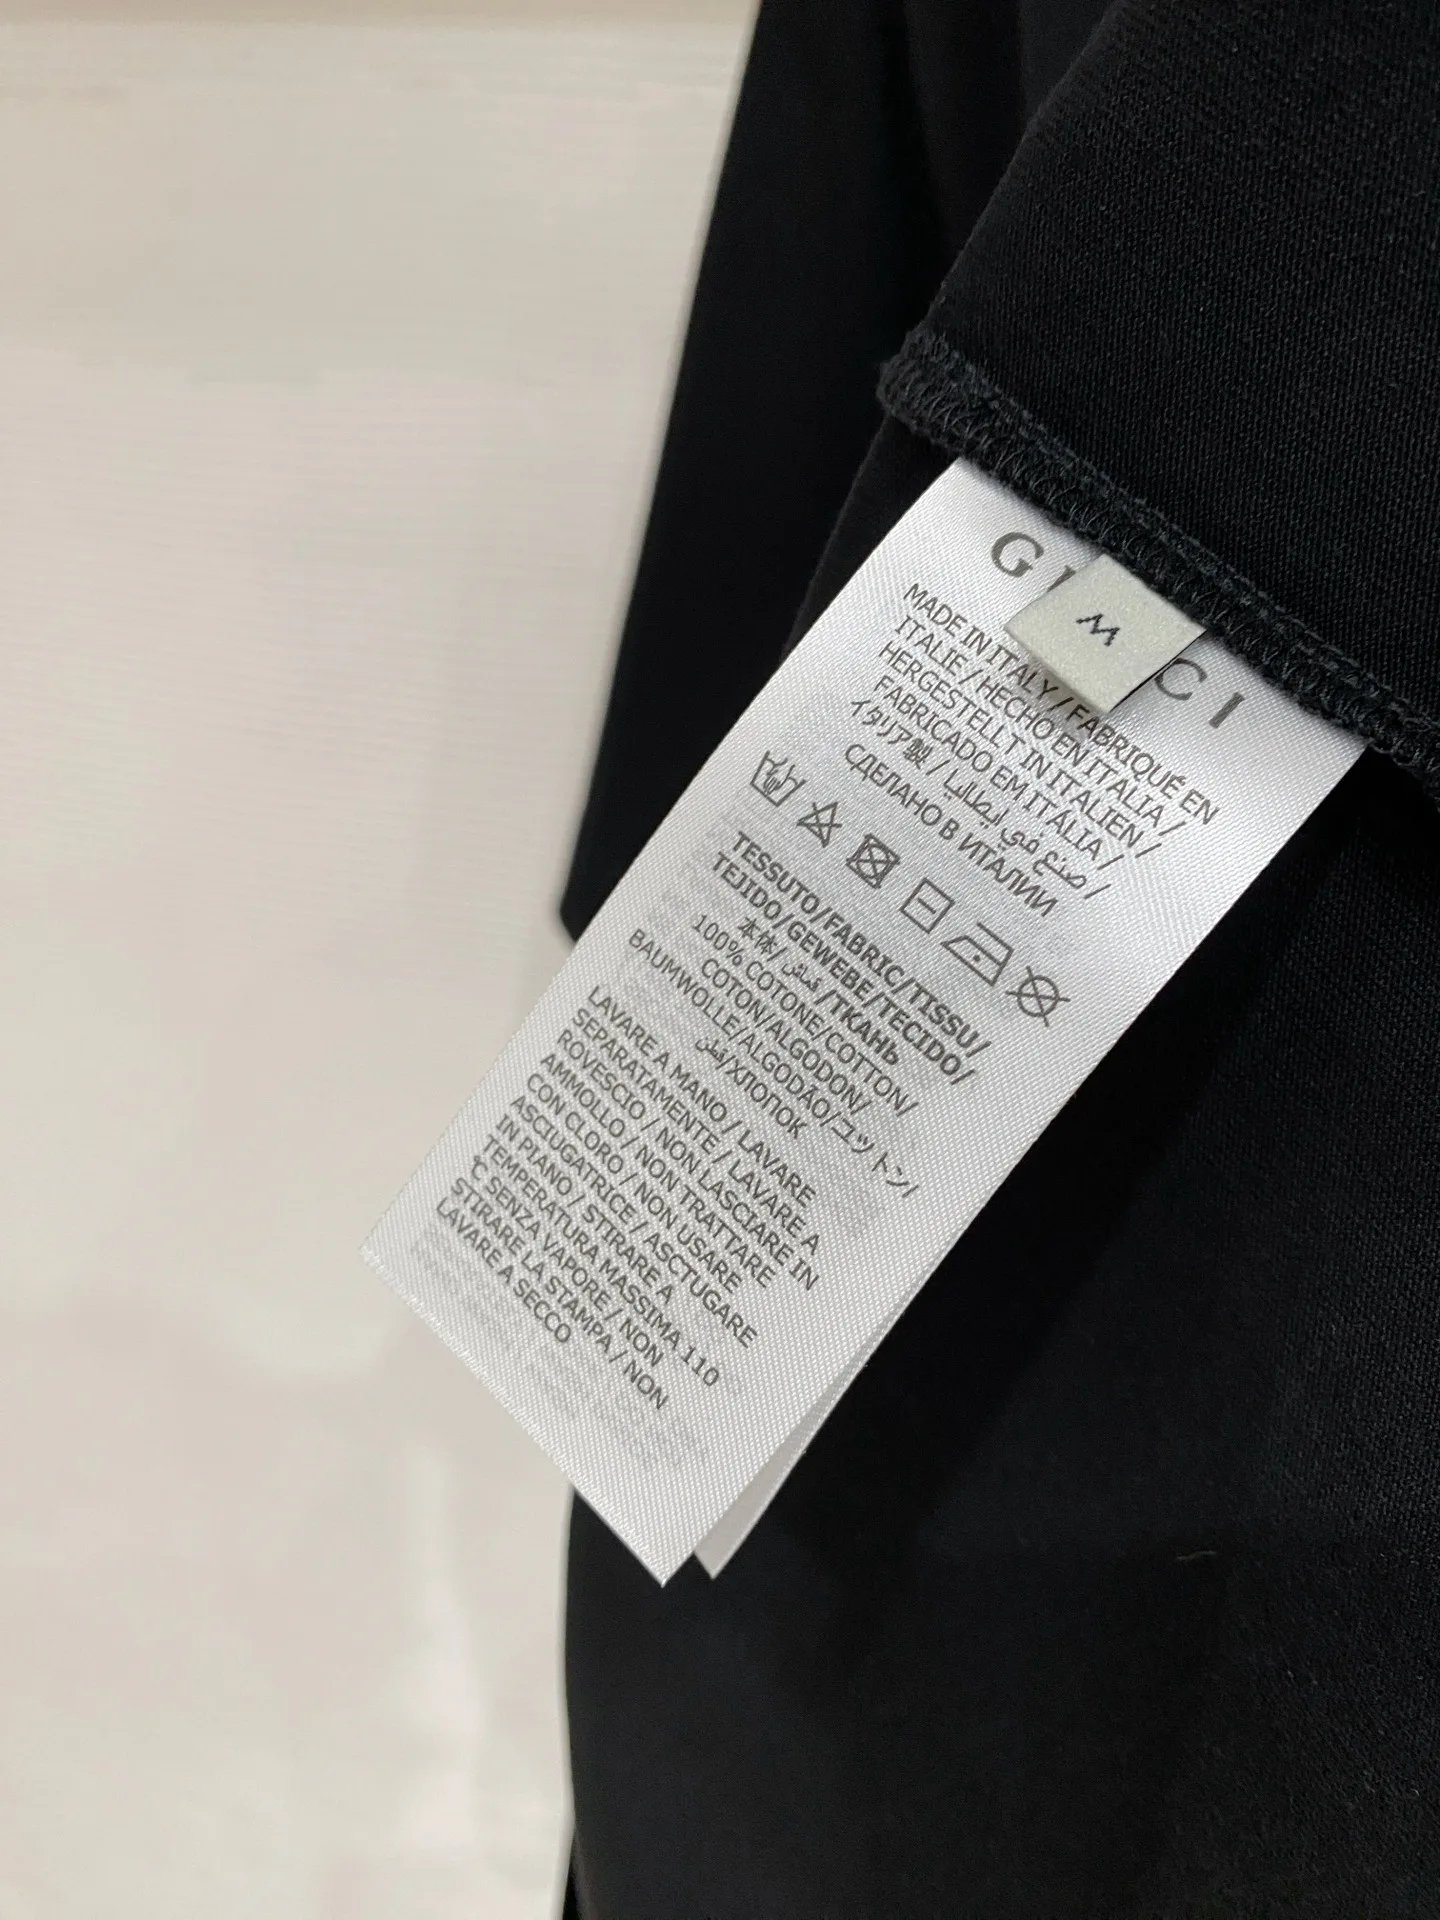 GUCCI
M
MADE IN ITALY / FABRIQUÉ EN
ITALIE / HECHO EN ITALIA /
HERGESTELLT IN ITALIEN /
FABRICADO EM ITÁLIA /
イタリア製 / صنع في ايطاليا /
СДЕЛАНО В ИТАЛИИ
TESSUTO/FABRIC/TISSU/
TEJIDO/GEWEBE/TECIDO/
本体/قماش/ТКАНЬ
100% COTONE/COTTON/
COTON/ALGODON/
BAUMWOLLE/ALGODÃO/コットン/
قطن/ХЛОПОК
LAVARE A MANO / LAVARE
SEPARATAMENTE / LAVARE A
ROVESCIO / NON LASCIARE IN
AMMOLLO / NON TRATTARE
CON CLORO / NON USARE
ASCIUGATRICE / ASCTUGARE
IN PIANO / STIRARE A
TEMPERATURA MASSIMA 110
℃ SENZA VAPORE / NON
STIRARE LA STAMPA / NON
LAVARE A SECCO